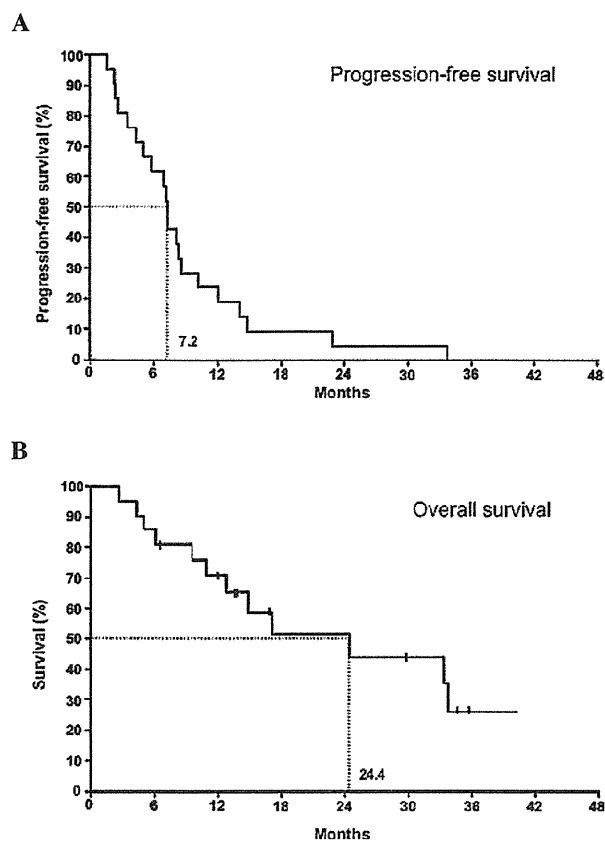 A
Progression-free survival
Progression-free survival (%)
100
90
80
70
60
50
40
30
20
10
0
7.2
0 6 12 18 24 30 36 42 48
Months
B
Overall survival
Survival (%)
100
90
80
70
60
50
40
30
20
10
0
24.4
0 6 12 18 24 30 36 42 48
Months